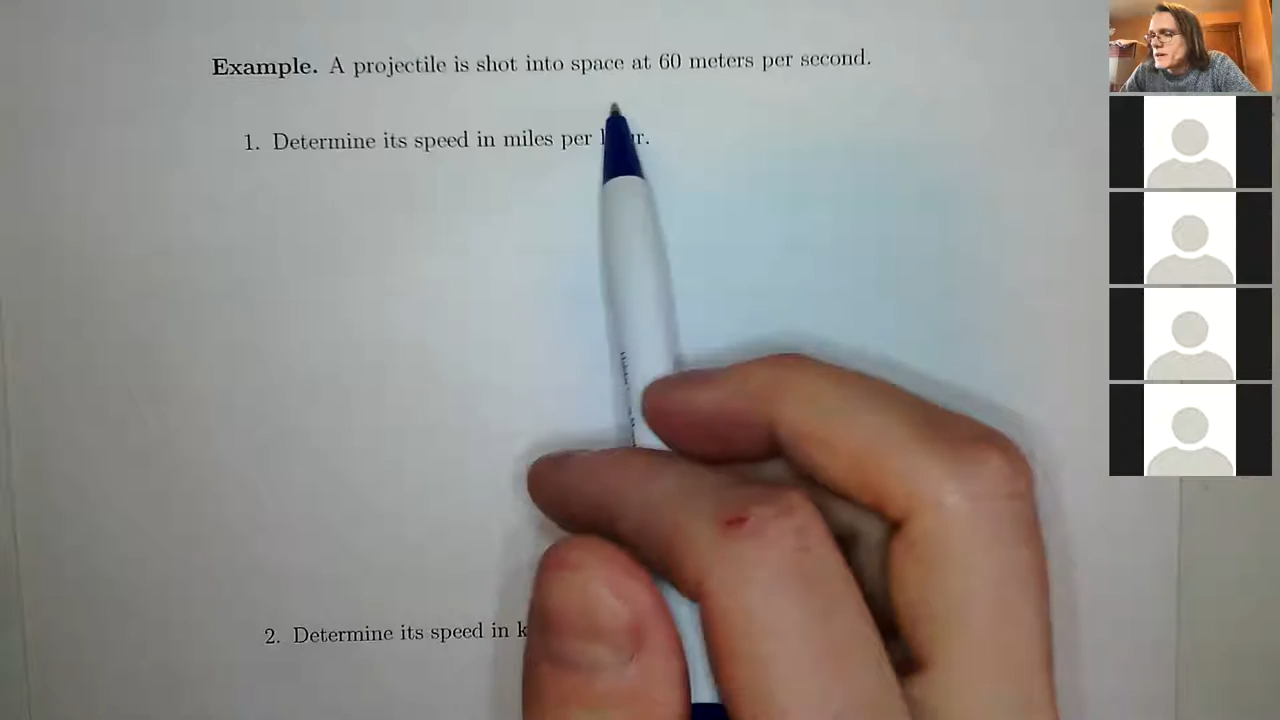 Example. A projectile is shot into space at 60 meters per second.
1. Determine its speed in miles per
2. Determine its speed in